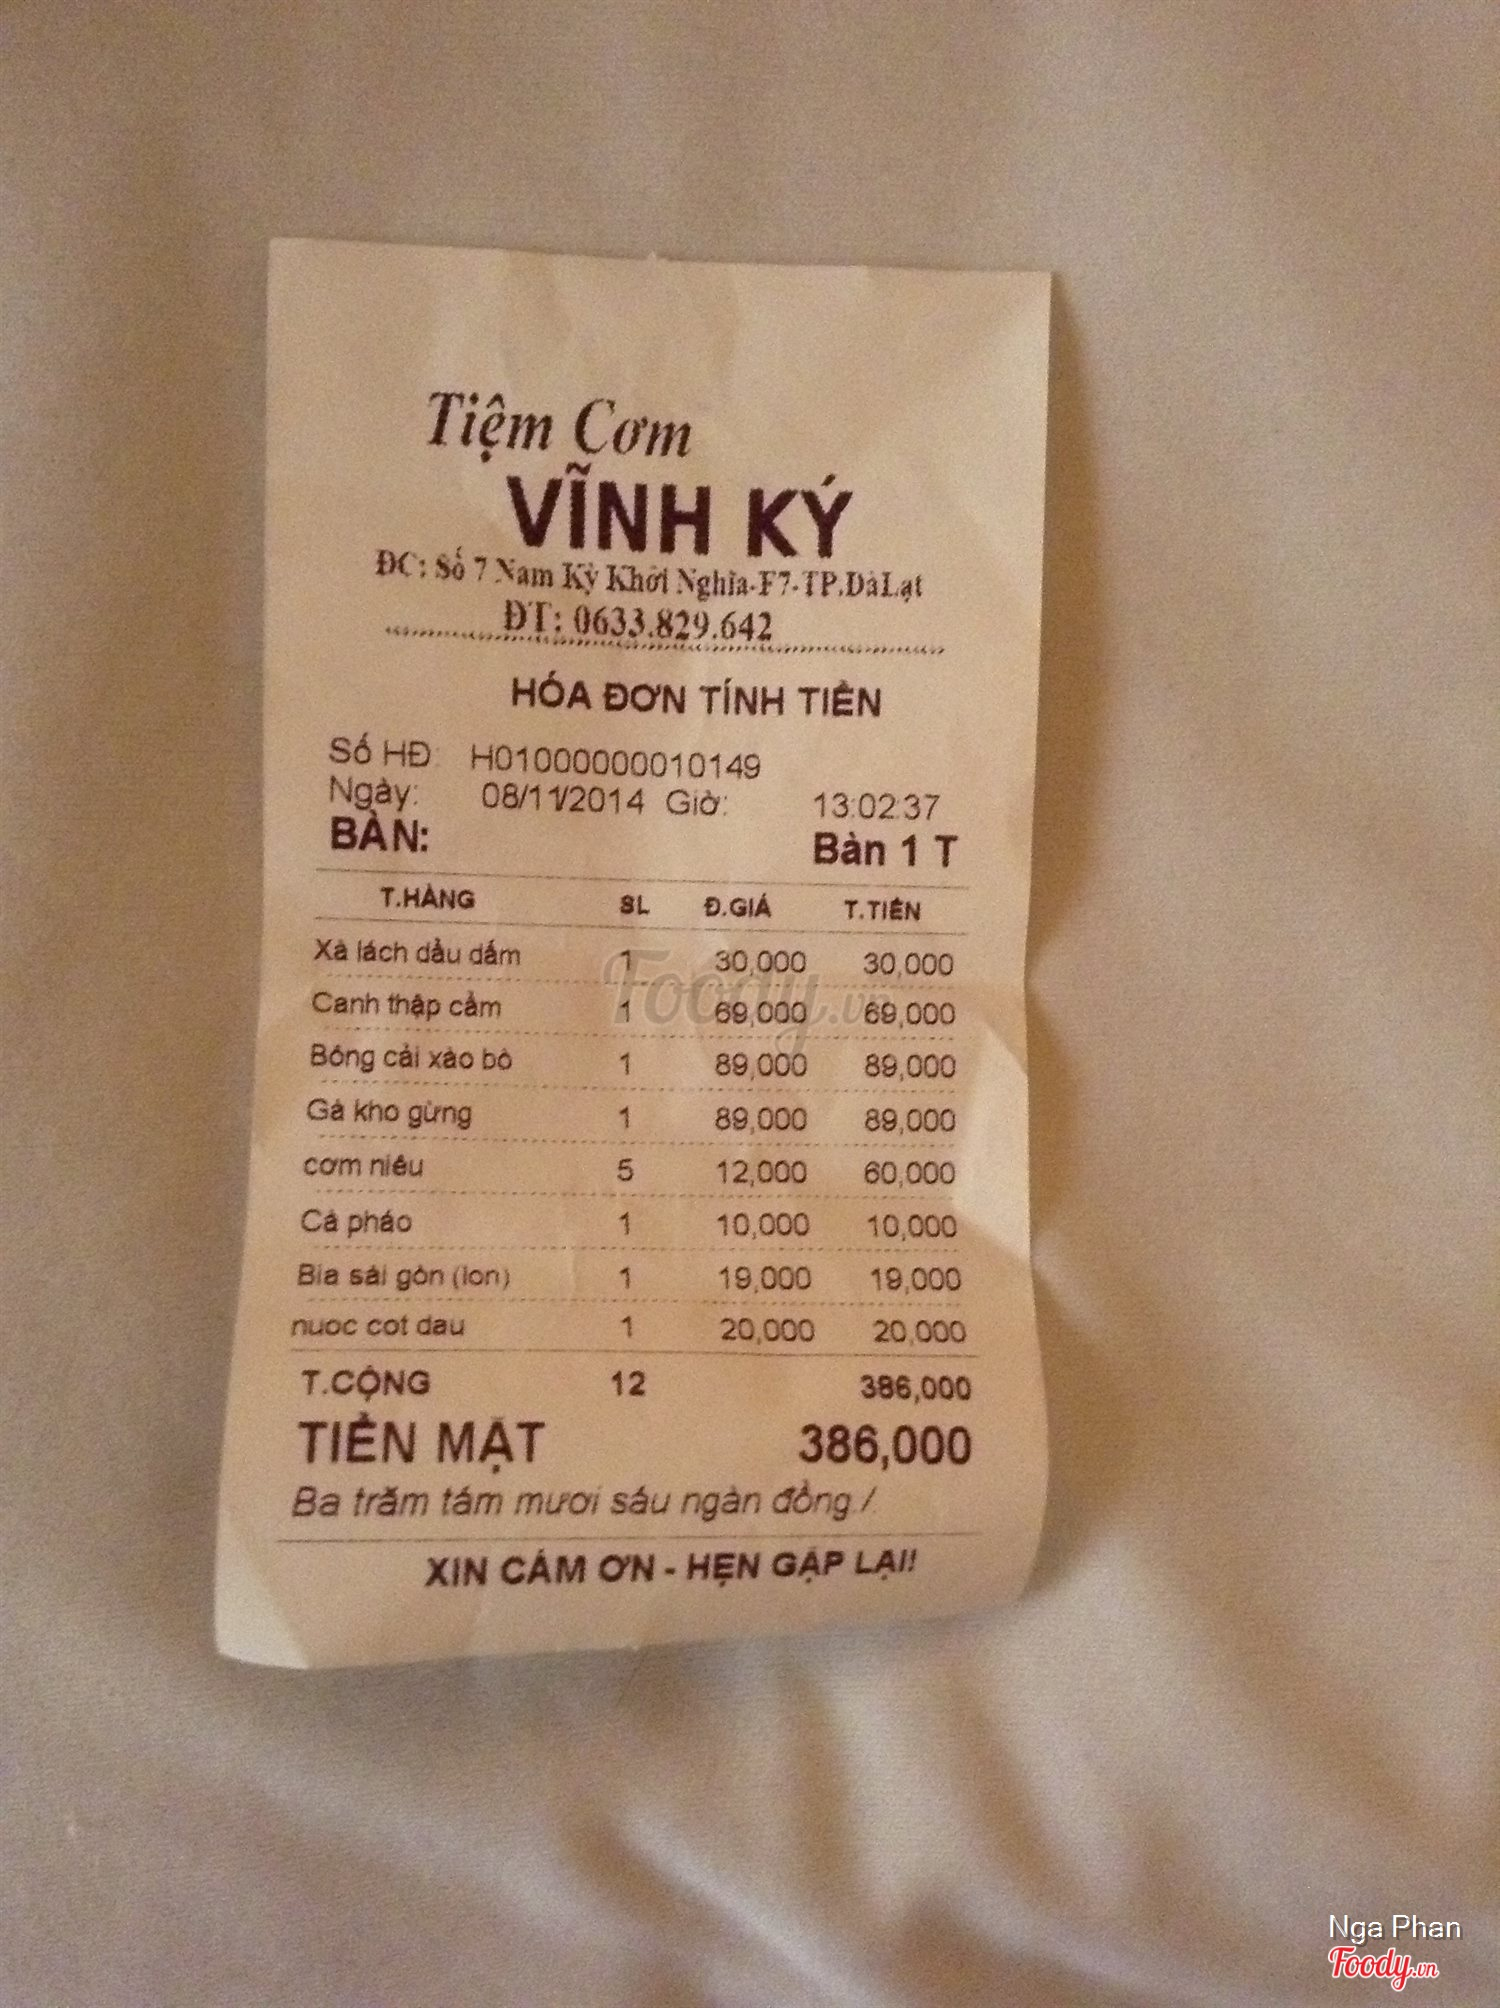 Tiệm Cơm
VĨNH KÝ
ĐC: Số 7 Nam Kỳ Khởi Nghĩa-F7-TP.ĐàLạt
ĐT: 0633.829.642
HÓA ĐƠN TÍNH TIỀN
Số HĐ: H01000000010149
Ngày: 08/11/2014 Giờ: 13:02:37
BÀN: Bàn 1 T
T.HÀNG SL Đ.GIÁ T.TIỀN
Xà lách dầu dấm 1 30,000 30,000
Canh thập cẩm 1 69,000 69,000
Bông cải xào bò 1 89,000 89,000
Gà kho gừng 1 89,000 89,000
cơm niêu 5 12,000 60,000
Cà pháo 1 10,000 10,000
Bia sài gòn (lon) 1 19,000 19,000
nuoc cot dau 1 20,000 20,000
T.CỘNG 12 386,000
TIỀN MẶT 386,000
Ba trăm tám mươi sáu ngàn đồng./.
XIN CÁM ƠN - HẸN GẶP LẠI!
Foody.vn
Nga Phan
Foody.vn